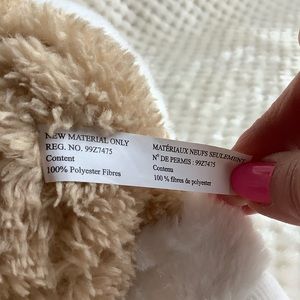 NEW MATERIAL ONLY
REG. NO. 99Z7475
Content
100% Polyester Fibres
MATÉRIAUX NEUFS SEULEMENT
N° DE PERMIS : 99Z7475
Contenu
100 % fibres de polyester